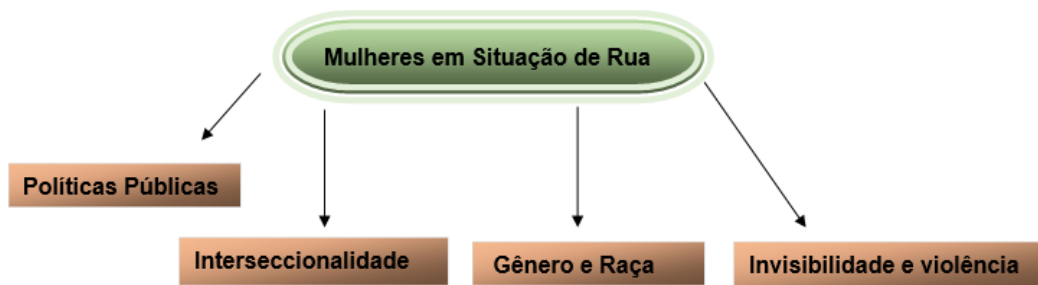 Mulheres em Situação de Rua
Políticas Públicas
Interseccionalidade
Gênero e Raça
Invisibilidade e violência